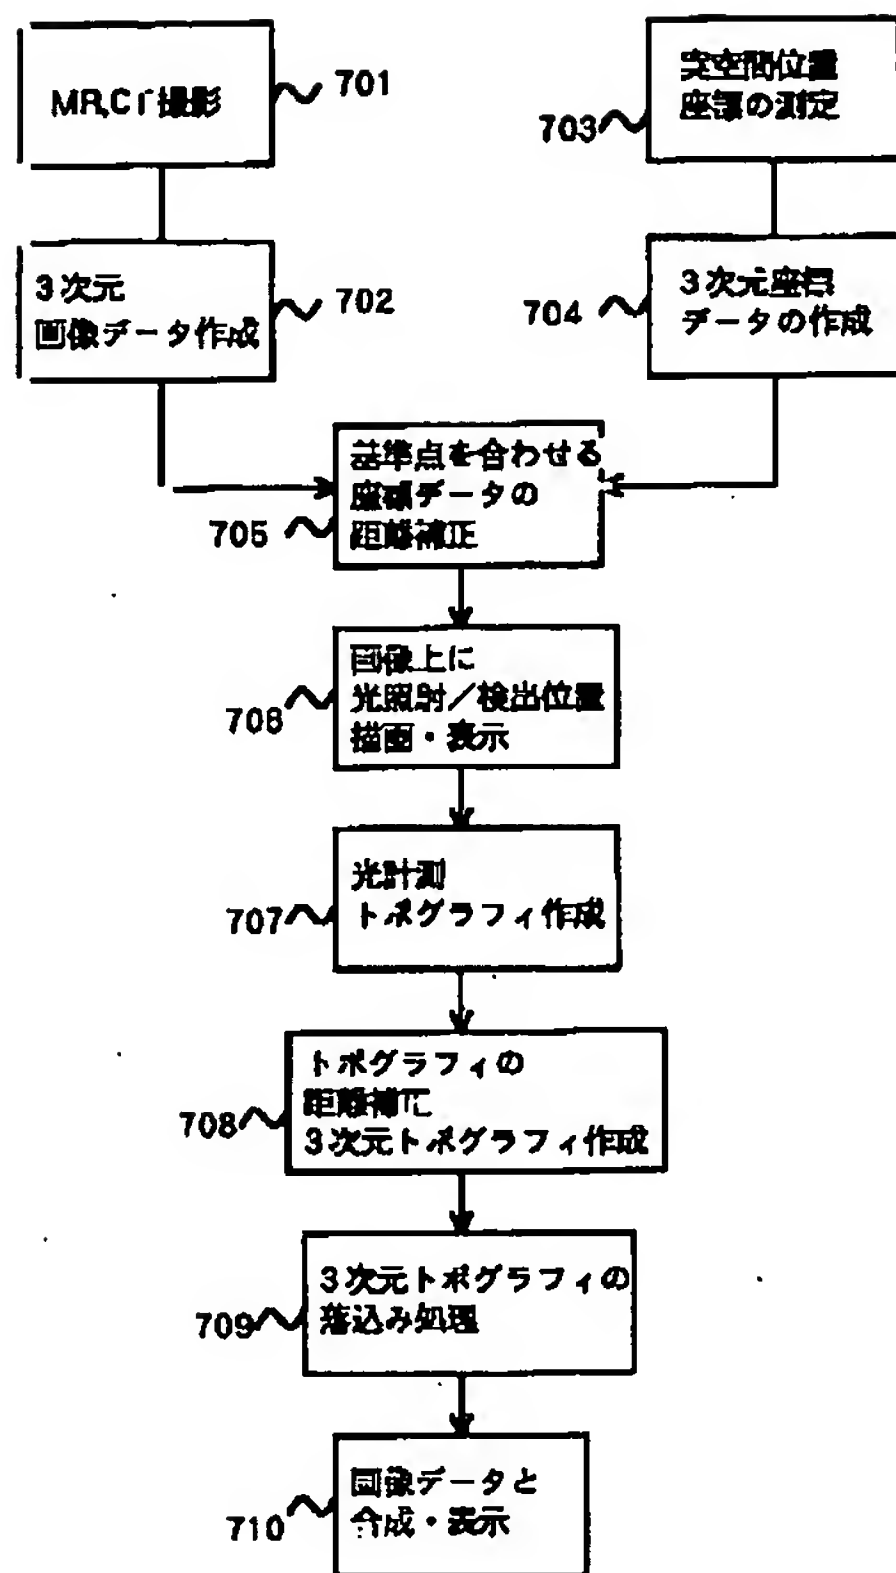 MR,CT撮影
701
3次元
画像データ作成
702
実空間位置
座標の測定
703
3次元座標
データの作成
704
基準点を合わせる
座標データの
距離補正
705
画像上に
光照射/検出位置
描画・表示
706
光計測
トポグラフィ作成
707
トポグラフィの
距離補正
3次元トポグラフィ作成
708
3次元トポグラフィの
落込み処理
709
画像データと
合成・表示
710